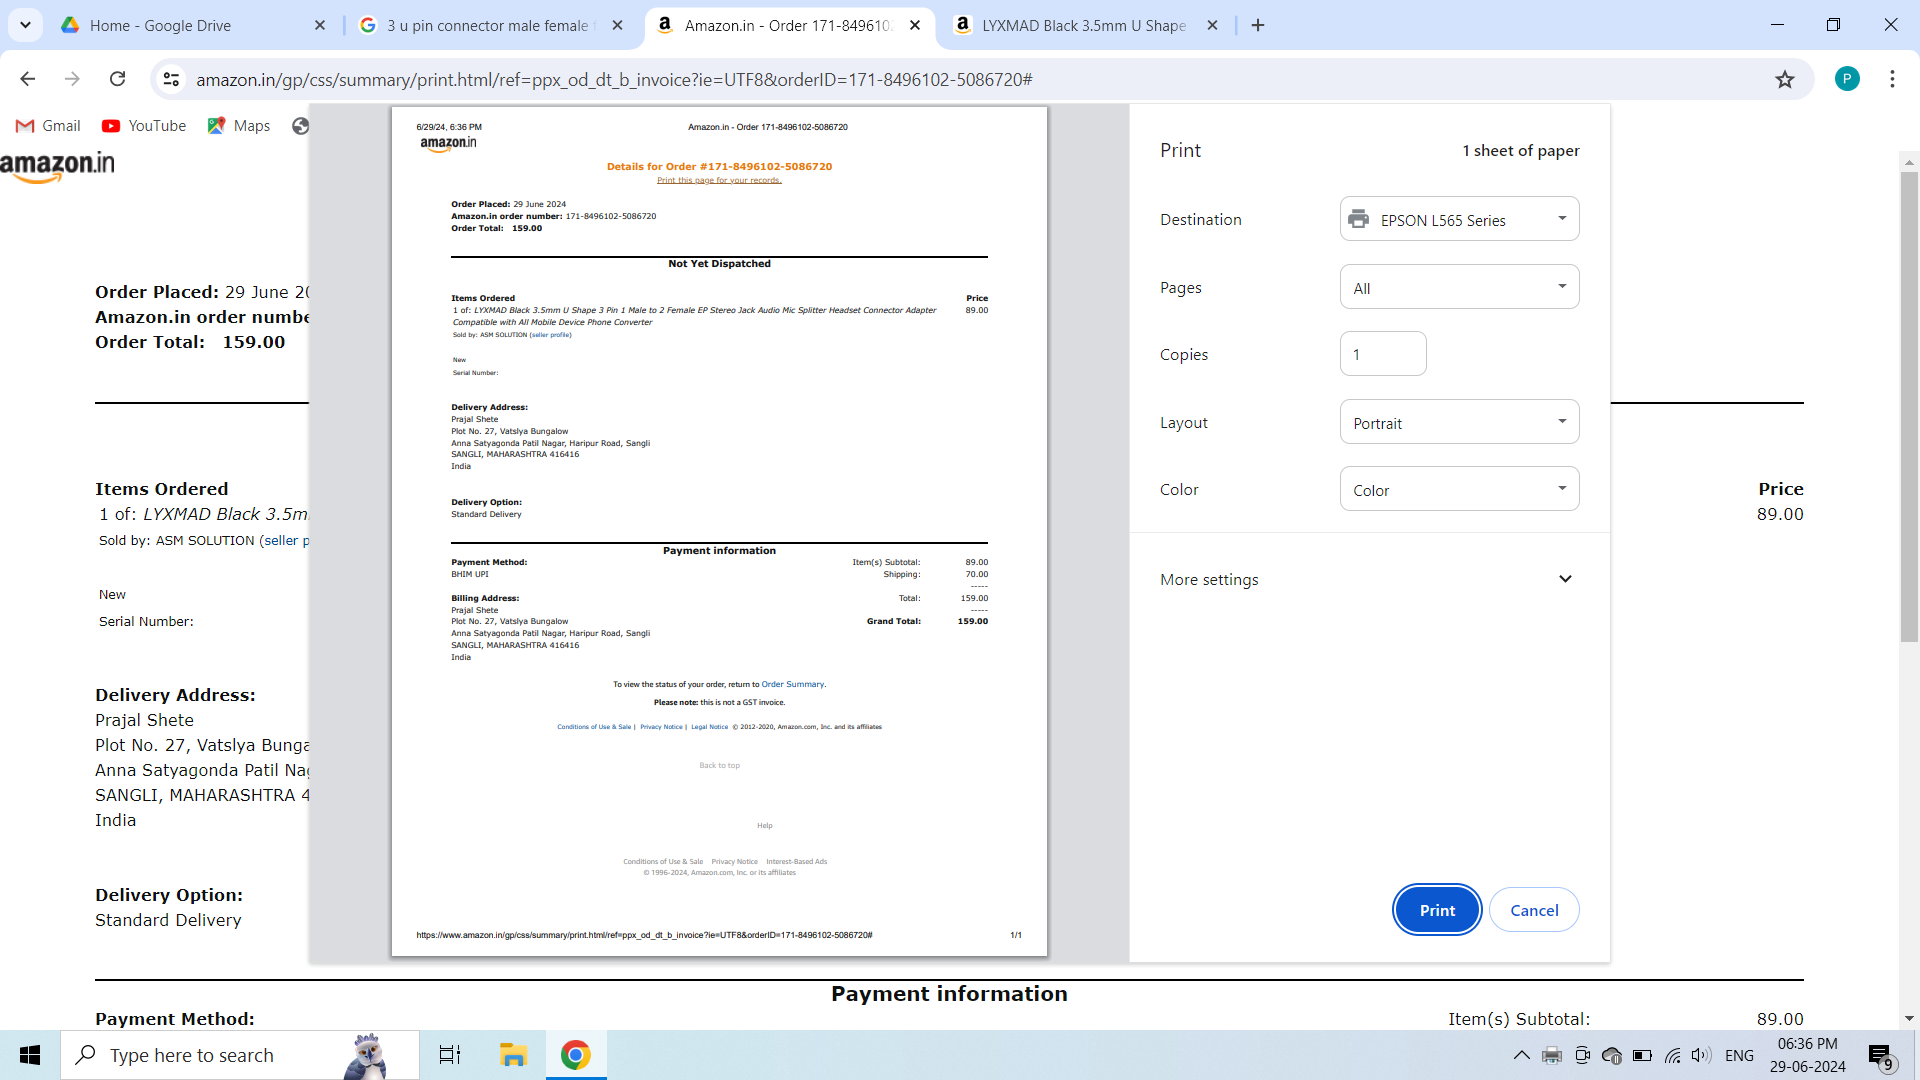 Home - Google Drive
3 u pin connector male female
Amazon.in - Order 171-849610
LYXMAD Black 3.5mm U Shape
amazon.in/gp/css/summary/print.html/ref=ppx_od_dt_b_invoice?ie=UTF8&orderID=171-8496102-5086720#
P
Gmail
YouTube
Maps
amazon.in
Order Placed: 29 June 20
Amazon.in order numbe
Order Total: 159.00
Items Ordered
Price
1 of: LYXMAD Black 3.5m
89.00
Sold by: ASM SOLUTION (seller p
New
Serial Number:
Delivery Address:
Prajal Shete
Plot No. 27, Vatslya Bunga
Anna Satyagonda Patil Nag
SANGLI, MAHARASHTRA 4
India
Delivery Option:
Standard Delivery
Payment information
Payment Method:
Item(s) Subtotal: 89.00
6/29/24, 6:36 PM
Amazon.in - Order 171-8496102-5086720
amazon.in
Details for Order #171-8496102-5086720
Print this page for your records.
Order Placed: 29 June 2024
Amazon.in order number: 171-8496102-5086720
Order Total: 159.00
Not Yet Dispatched
Items Ordered
Price
1 of: LYXMAD Black 3.5mm U Shape 3 Pin 1 Male to 2 Female EP Stereo Jack Audio Mic Splitter Headset Connector Adapter
89.00
Compatible with All Mobile Device Phone Converter
Sold by: ASM SOLUTION (seller profile)
New
Serial Number:
Delivery Address:
Prajal Shete
Plot No. 27, Vatslya Bungalow
Anna Satyagonda Patil Nagar, Haripur Road, Sangli
SANGLI, MAHARASHTRA 416416
India
Delivery Option:
Standard Delivery
Payment information
Payment Method:
BHIM UPI
Billing Address:
Prajal Shete
Plot No. 27, Vatslya Bungalow
Anna Satyagonda Patil Nagar, Haripur Road, Sangli
SANGLI, MAHARASHTRA 416416
India
Item(s) Subtotal: 89.00
Shipping: 70.00
-----
Total: 159.00
-----
Grand Total: 159.00
To view the status of your order, return to Order Summary.
Please note: this is not a GST invoice.
Conditions of Use & Sale | Privacy Notice | Legal Notice © 2012-2020, Amazon.com, Inc. and its affiliates
Back to top
Help
Conditions of Use & Sale Privacy Notice Interest-Based Ads
© 1996-2024, Amazon.com, Inc. or its affiliates
https://www.amazon.in/gp/css/summary/print.html/ref=ppx_od_dt_b_invoice?ie=UTF8&orderID=171-8496102-5086720#
1/1
Print
1 sheet of paper
Destination
EPSON L565 Series
Pages
All
Copies
1
Layout
Portrait
Color
Color
More settings
Print
Cancel
Type here to search
ENG
06:36 PM
29-06-2024
9